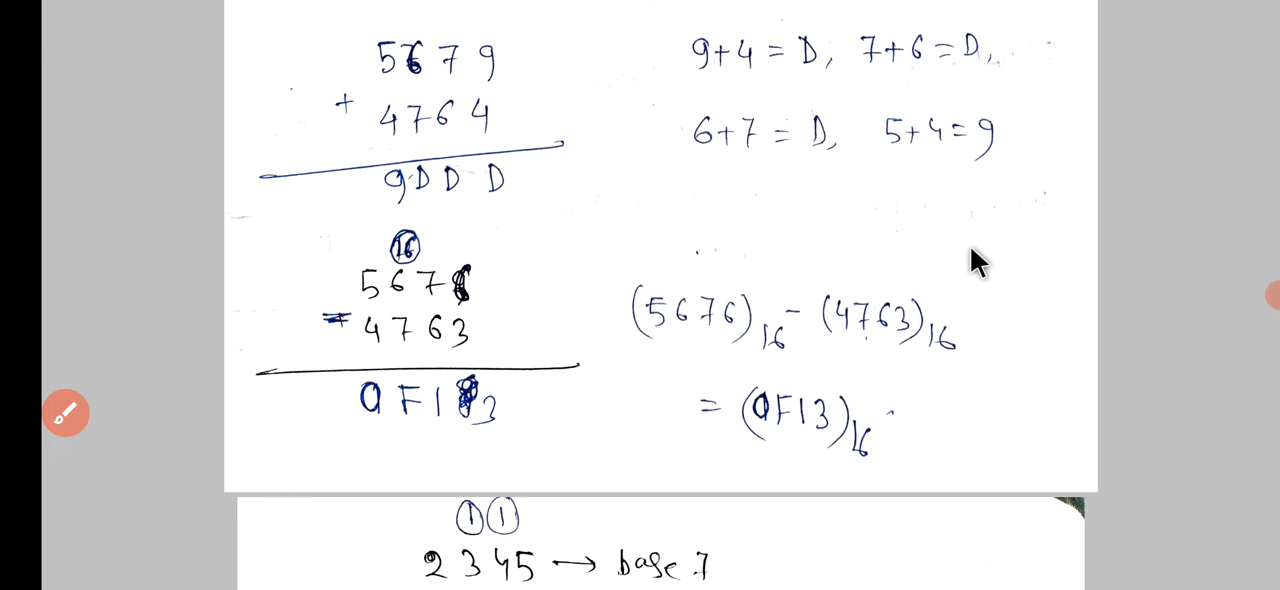 5679
+ 4764
9DDD
9+4 = D, 7+6 = D,
6+7 = D, 5+4 = 9
16
5676
- 4763
0F13
(5676)16 - (4763)16
= (0F13)16
1 1
2345 → base 7